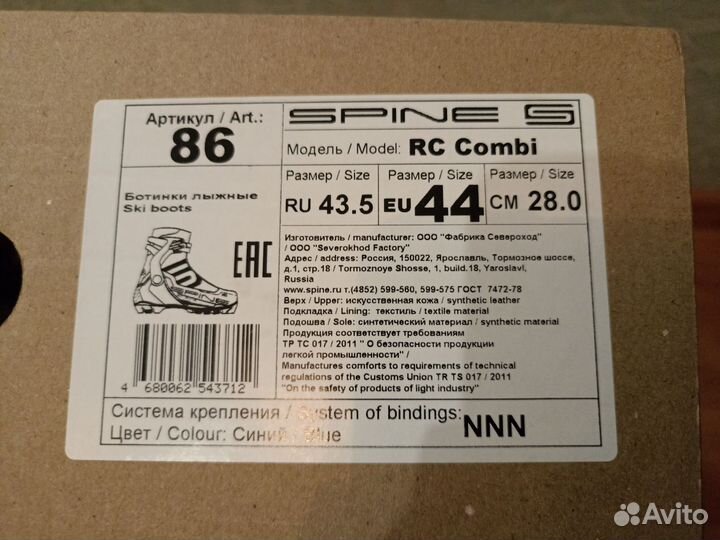 Артикул / Art.:
86
SPINE S
Модель / Model: RC Combi
Размер / Size
RU 43.5
Размер / Size
EU 44
Размер / Size
CM 28.0
Ботинки лыжные
Ski boots
EAC
Изготовитель / manufacturer: ООО "Фабрика Североход"
/ OOO "Severokhod Factory"
Адрес / address: Россия, 150022, Ярославль, Тормозное шоссе,
д.1, стр.18 / Tormoznoye Shosse, 1, build.18, Yaroslavl,
Russia
www.spine.ru т.(4852) 599-560, 599-575 ГОСТ 7472-78
Верх / Upper: искусственная кожа / synthetic leather
Подкладка / Lining: текстиль / textile material
Подошва / Sole: синтетический материал / synthetic material
Продукция соответствует требованиям
ТР ТС 017 / 2011 " О безопасности продукции
легкой промышленности" /
Manufactures comforts to requirements of technical
regulations of the Customs Union TR TS 017 / 2011
"On the safety of products of light industry"
4 680062 543712
Система крепления / System of bindings:
NNN
Цвет / Colour: Синий / Blue
Avito